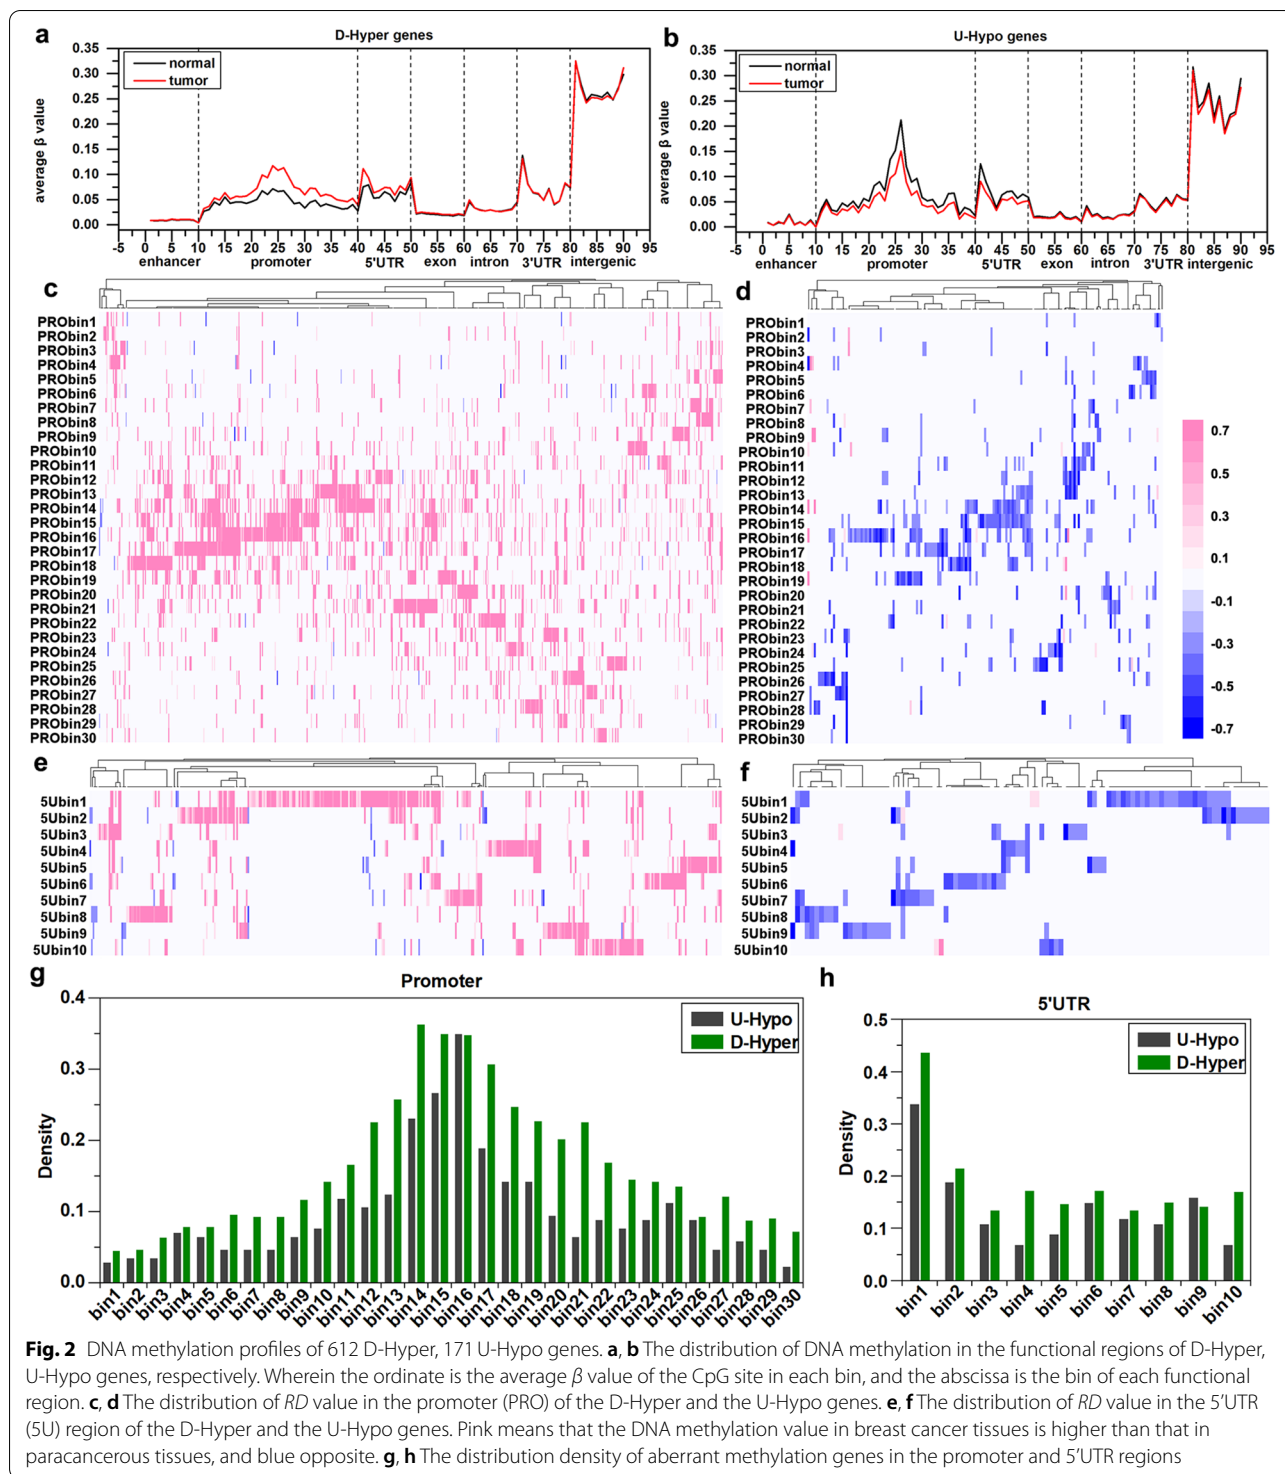 a
D-Hyper genes
0.35
0.30
0.25
0.20
0.15
0.10
0.05
0.00
average β value
normal
tumor
-5 0 5 10 15 20 25 30 35 40 45 50 55 60 65 70 75 80 85 90 95
enhancer promoter 5'UTR exon intron 3'UTR intergenic
b
U-Hypo genes
0.35
0.30
0.25
0.20
0.15
0.10
0.05
0.00
average β value
normal
tumor
-5 0 5 10 15 20 25 30 35 40 45 50 55 60 65 70 75 80 85 90 95
enhancer promoter 5'UTR exon intron 3'UTR intergenic
c
PRObin1
PRObin2
PRObin3
PRObin4
PRObin5
PRObin6
PRObin7
PRObin8
PRObin9
PRObin10
PRObin11
PRObin12
PRObin13
PRObin14
PRObin15
PRObin16
PRObin17
PRObin18
PRObin19
PRObin20
PRObin21
PRObin22
PRObin23
PRObin24
PRObin25
PRObin26
PRObin27
PRObin28
PRObin29
PRObin30
d
PRObin1
PRObin2
PRObin3
PRObin4
PRObin5
PRObin6
PRObin7
PRObin8
PRObin9
PRObin10
PRObin11
PRObin12
PRObin13
PRObin14
PRObin15
PRObin16
PRObin17
PRObin18
PRObin19
PRObin20
PRObin21
PRObin22
PRObin23
PRObin24
PRObin25
PRObin26
PRObin27
PRObin28
PRObin29
PRObin30
0.7
0.5
0.3
0.1
-0.1
-0.3
-0.5
-0.7
e
5Ubin1
5Ubin2
5Ubin3
5Ubin4
5Ubin5
5Ubin6
5Ubin7
5Ubin8
5Ubin9
5Ubin10
f
5Ubin1
5Ubin2
5Ubin3
5Ubin4
5Ubin5
5Ubin6
5Ubin7
5Ubin8
5Ubin9
5Ubin10
g
Promoter
0.4
0.3
0.2
0.1
0.0
Density
U-Hypo
D-Hyper
bin1 bin2 bin3 bin4 bin5 bin6 bin7 bin8 bin9 bin10 bin11 bin12 bin13 bin14 bin15 bin16 bin17 bin18 bin19 bin20 bin21 bin22 bin23 bin24 bin25 bin26 bin27 bin28 bin29 bin30
h
5'UTR
0.5
0.4
0.3
0.2
0.1
0.0
Density
U-Hypo
D-Hyper
bin1 bin2 bin3 bin4 bin5 bin6 bin7 bin8 bin9 bin10
Fig. 2 DNA methylation profiles of 612 D-Hyper, 171 U-Hypo genes. a, b The distribution of DNA methylation in the functional regions of D-Hyper,
U-Hypo genes, respectively. Wherein the ordinate is the average β value of the CpG site in each bin, and the abscissa is the bin of each functional
region. c, d The distribution of RD value in the promoter (PRO) of the D-Hyper and the U-Hypo genes. e, f The distribution of RD value in the 5’UTR
(5U) region of the D-Hyper and the U-Hypo genes. Pink means that the DNA methylation value in breast cancer tissues is higher than that in
paracancerous tissues, and blue opposite. g, h The distribution density of aberrant methylation genes in the promoter and 5’UTR regions